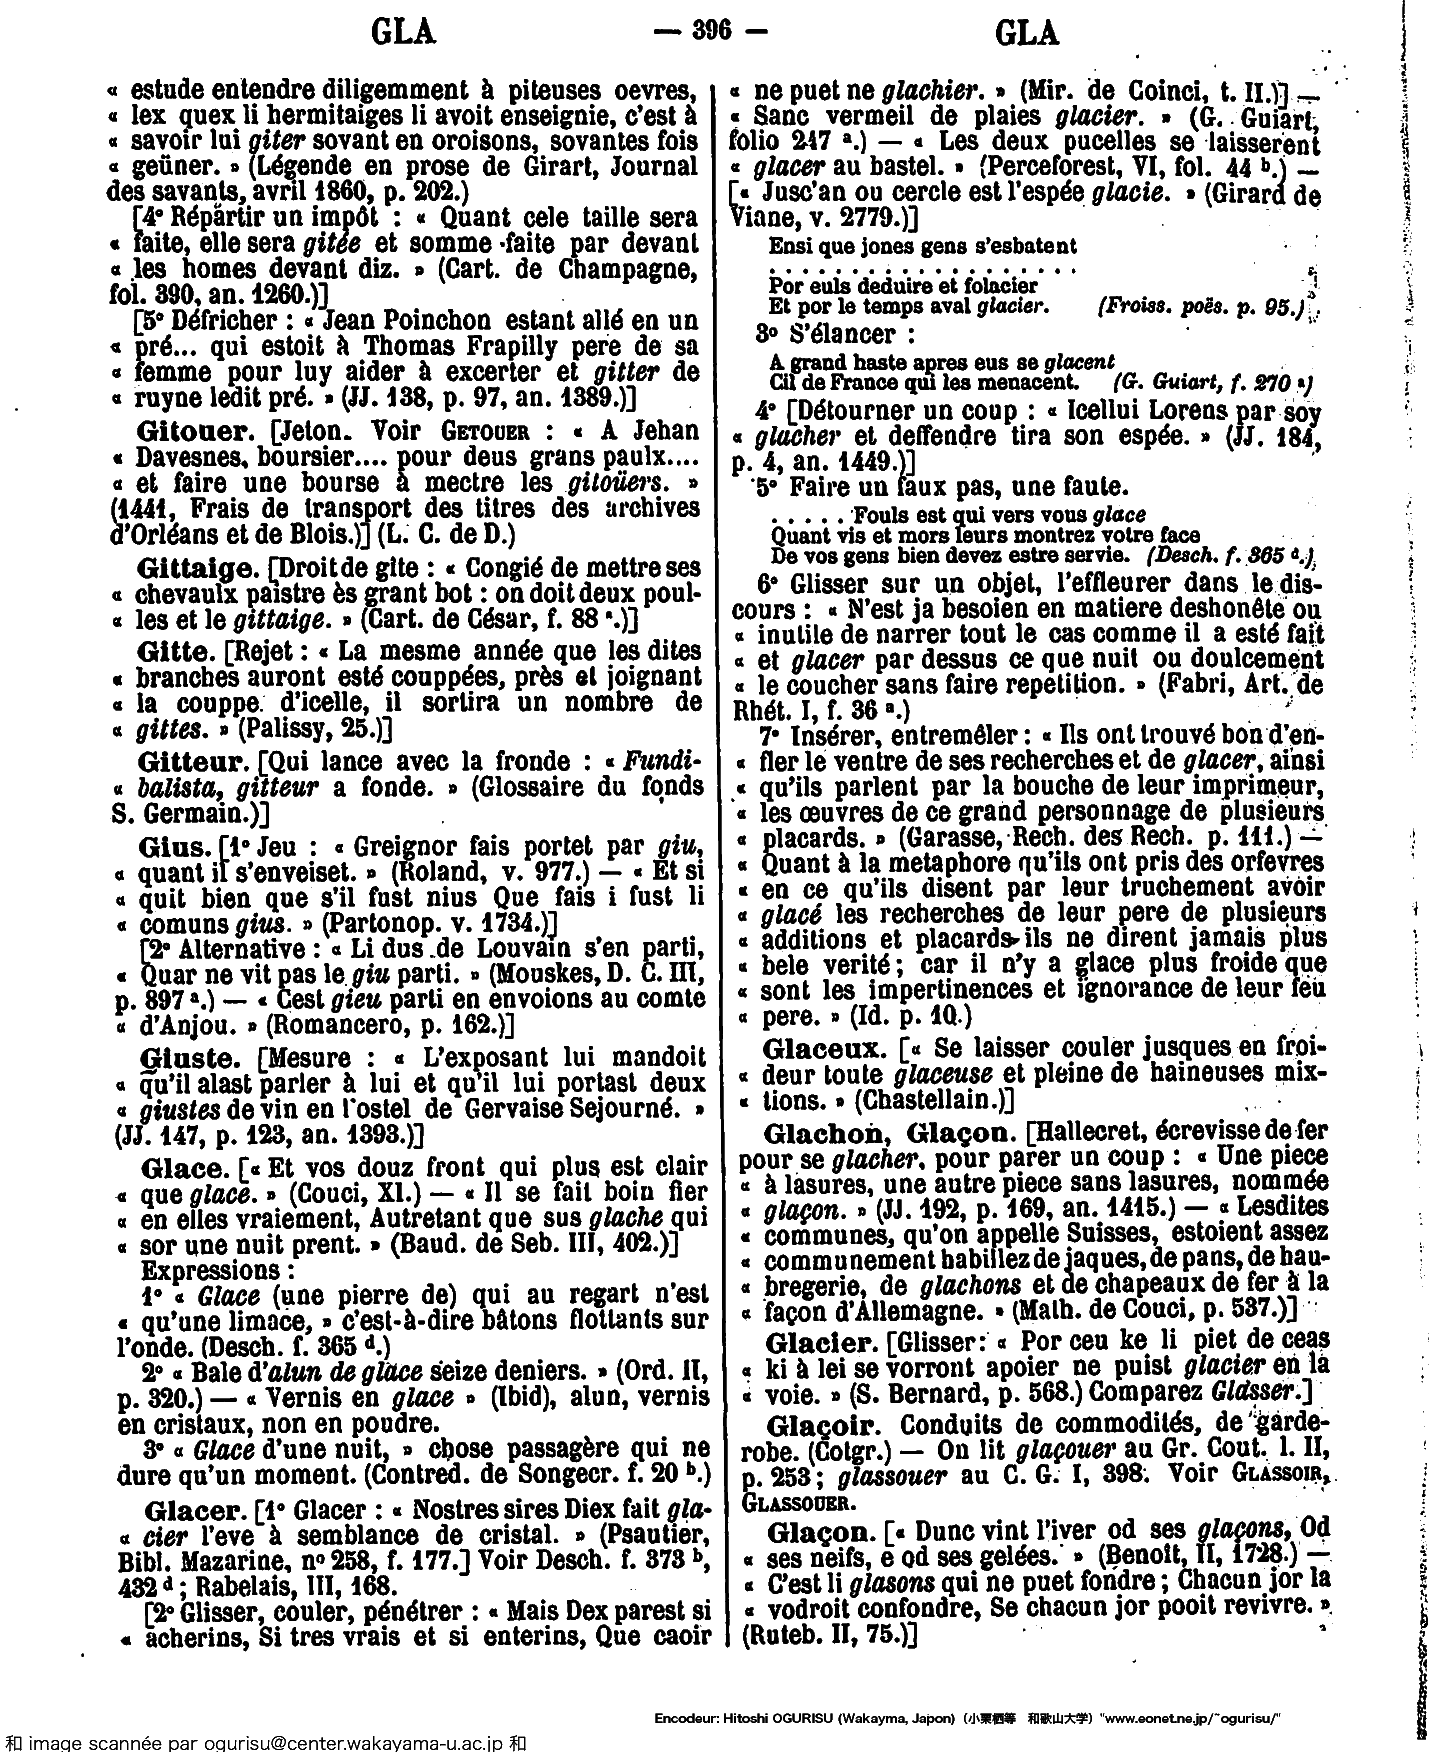 GLA — 396 — GLA
« estude entendre diligemment à piteuses oevres,
« lex quex li hermitaiges li avoit enseignie, c'est à
« savoir lui giter sovant en oroisons, sovantes fois
« geüner. » (Légende en prose de Girart, Journal
des savants, avril 1860, p. 202.)
[4° Répartir un impôt : « Quant cele taille sera
« faite, elle sera gitée et somme faite par devant
« les homes devant diz. » (Cart. de Champagne,
fol. 390, an. 1260.)]
[5° Défricher : « Jean Poinchon estant allé en un
« pré... qui estoit à Thomas Frapilly pere de sa
« femme pour luy aider à excerter et gitter de
« ruyne ledit pré. » (JJ. 138, p. 97, an. 1389.)]
Gitouer. [Jeton. Voir GETOUER : « A Jehan
« Davesnes, boursier.... pour deus grans paulx....
« et faire une bourse à mectre les gitoüers. »
(1441, Frais de transport des titres des archives
d'Orléans et de Blois.)] (L. C. de D.)
Gittaige. [Droit de gîte : « Congié de mettre ses
« chevaulx paistre ès grant bot : on doit deux poul-
« les et le gittaige. » (Cart. de César, f. 88 ª.)]
Gitte. [Rejet : « La mesme année que les dites
« branches auront esté couppées, près et joignant
« la couppe d'icelle, il sortira un nombre de
« gittes. » (Palissy, 25.)]
Gitteur. [Qui lance avec la fronde : « Fundi-
« balista, gitteur a fonde. » (Glossaire du fonds
S. Germain.)]
Gius. [1° Jeu : « Greignor fais portet par giu,
« quant il s'enveiset. » (Roland, v. 977.) — « Et si
« quit bien que s'il fust nius Que fais i fust li
« comuns gius. » (Partonop. v. 1734.)]
[2° Alternative : « Li dus de Louvain s'en parti,
« Quar ne vit pas le giu parti. » (Mouskes, D. C. III,
p. 897 ª.) — « Cest gieu parti en envoions au comte
« d'Anjou. » (Romancero, p. 162.)]
Giuste. [Mesure : « L'exposant lui mandoit
« qu'il alast parler à lui et qu'il lui portast deux
« giustes de vin en l'ostel de Gervaise Sejourné. »
(JJ. 147, p. 123, an. 1393.)]
Glace. [« Et vos douz front qui plus est clair
« que glace. » (Couci, XI.) — « Il se fait boin fier
« en elles vraiement, Autretant que sus glache qui
« sor une nuit prent. » (Baud. de Seb. III, 402.)]
Expressions :
1° « Glace (une pierre de) qui au regart n'est
« qu'une limace, » c'est-à-dire bâtons flottants sur
l'onde. (Desch. f. 365 d.)
2° « Bale d'alun de glace seize deniers. » (Ord. II,
p. 320.) — « Vernis en glace » (Ibid), alun, vernis
en cristaux, non en poudre.
3° « Glace d'une nuit, » chose passagère qui ne
dure qu'un moment. (Contred. de Songecr. f. 20 b.)
Glacer. [1° Glacer : « Nostres sires Diex fait gla-
« cier l'eve à semblance de cristal. » (Psautier,
Bibl. Mazarine, n° 258, f. 177.] Voir Desch. f. 373 b,
432 d ; Rabelais, III, 168.
[2° Glisser, couler, pénétrer : « Mais Dex parest si
« acherins, Si tres vrais et si enterins, Que caoir
« ne puet ne glachier. » (Mir. de Coinci, t. II.)] —
« Sanc vermeil de plaies glacier. » (G. Guiart,
folio 247 ª.) — « Les deux pucelles se laisserent
« glacer au bastel. » (Perceforest, VI, fol. 44 b.) —
[« Jusc'an ou cercle est l'espée glacie. » (Girard de
Viane, v. 2779.)]
Ensi que jones gens s'esbatent
. . . . . . . . . . . . . . . . . . .
Por euls deduire et folacier
Et por le temps aval glacier. (Froiss. poës. p. 95.)
3° S'élancer :
A grand haste apres eus se glacent
Cil de France qui les menacent. (G. Guiart, f. 270 ª)
4° [Détourner un coup : « Icellui Lorens par soy
« glacher et deffendre tira son espée. » (JJ. 184,
p. 4, an. 1449.)]
5° Faire un faux pas, une faute.
. . . . . Fouls est qui vers vous glace
Quant vis et mors leurs montrez votre face
De vos gens bien devez estre servie. (Desch. f. 365 d.)
6° Glisser sur un objet, l'effleurer dans le dis-
cours : « N'est ja besoien en matiere deshonête ou
« inutile de narrer tout le cas comme il a esté fait
« et glacer par dessus ce que nuit ou doulcement
« le coucher sans faire repetition. » (Fabri, Art. de
Rhét. I, f. 36 ª.)
7° Insérer, entremêler : « Ils ont trouvé bon d'en-
« fler le ventre de ses recherches et de glacer, ainsi
« qu'ils parlent par la bouche de leur imprimeur,
« les œuvres de ce grand personnage de plusieurs
« placards. » (Garasse, Rech. des Rech. p. 111.) —
« Quant à la metaphore qu'ils ont pris des orfevres
« en ce qu'ils disent par leur truchement avoir
« glacé les recherches de leur pere de plusieurs
« additions et placards ils ne dirent jamais plus
« bele verité ; car il n'y a glace plus froide que
« sont les impertinences et ignorance de leur feu
« pere. » (Id. p. 10.)
Glaceux. [« Se laisser couler jusques en froi-
« deur toute glaceuse et pleine de haineuses mix-
« tions. » (Chastellain.)]
Glachon, Glaçon. [Hallecret, écrevisse de fer
pour se glacher, pour parer un coup : « Une piece
« à lasures, une autre piece sans lasures, nommée
« glaçon. » (JJ. 192, p. 169, an. 1415.) — « Lesdites
« communes, qu'on appelle Suisses, estoient assez
« communement habillez de jaques, de pans, de hau-
« bregerie, de glachons et de chapeaux de fer à la
« façon d'Allemagne. » (Math. de Couci, p. 537.)]
Glacier. [Glisser : « Por ceu ke li piet de ceas
« ki à lei se vorront apoier ne puist glacier en la
« voie. » (S. Bernard, p. 568.) Comparez Glasser.]
Glaçoir. Conduits de commodités, de garde-
robe. (Cotgr.) — On lit glaçouer au Gr. Cout. l. II,
p. 253 ; glassouer au C. G. I, 398. Voir GLASSOIR,
GLASSOUER.
Glaçon. [« Dunc vint l'iver od ses glaçons, Od
« ses neifs, e od ses gelées. » (Benoît, II, 1728.) —
« C'est li glasons qui ne puet fondre ; Chacun jor la
« vodroit confondre, Se chacun jor pooit revivre. »
(Ruteb. II, 75.)]
Encodeur: Hitoshi OGURISU (Wakayma, Japon) (小栗栖等 和歌山大学) "www.eonet.ne.jp/~ogurisu/"
和 image scannée par ogurisu@center.wakayama-u.ac.jp 和